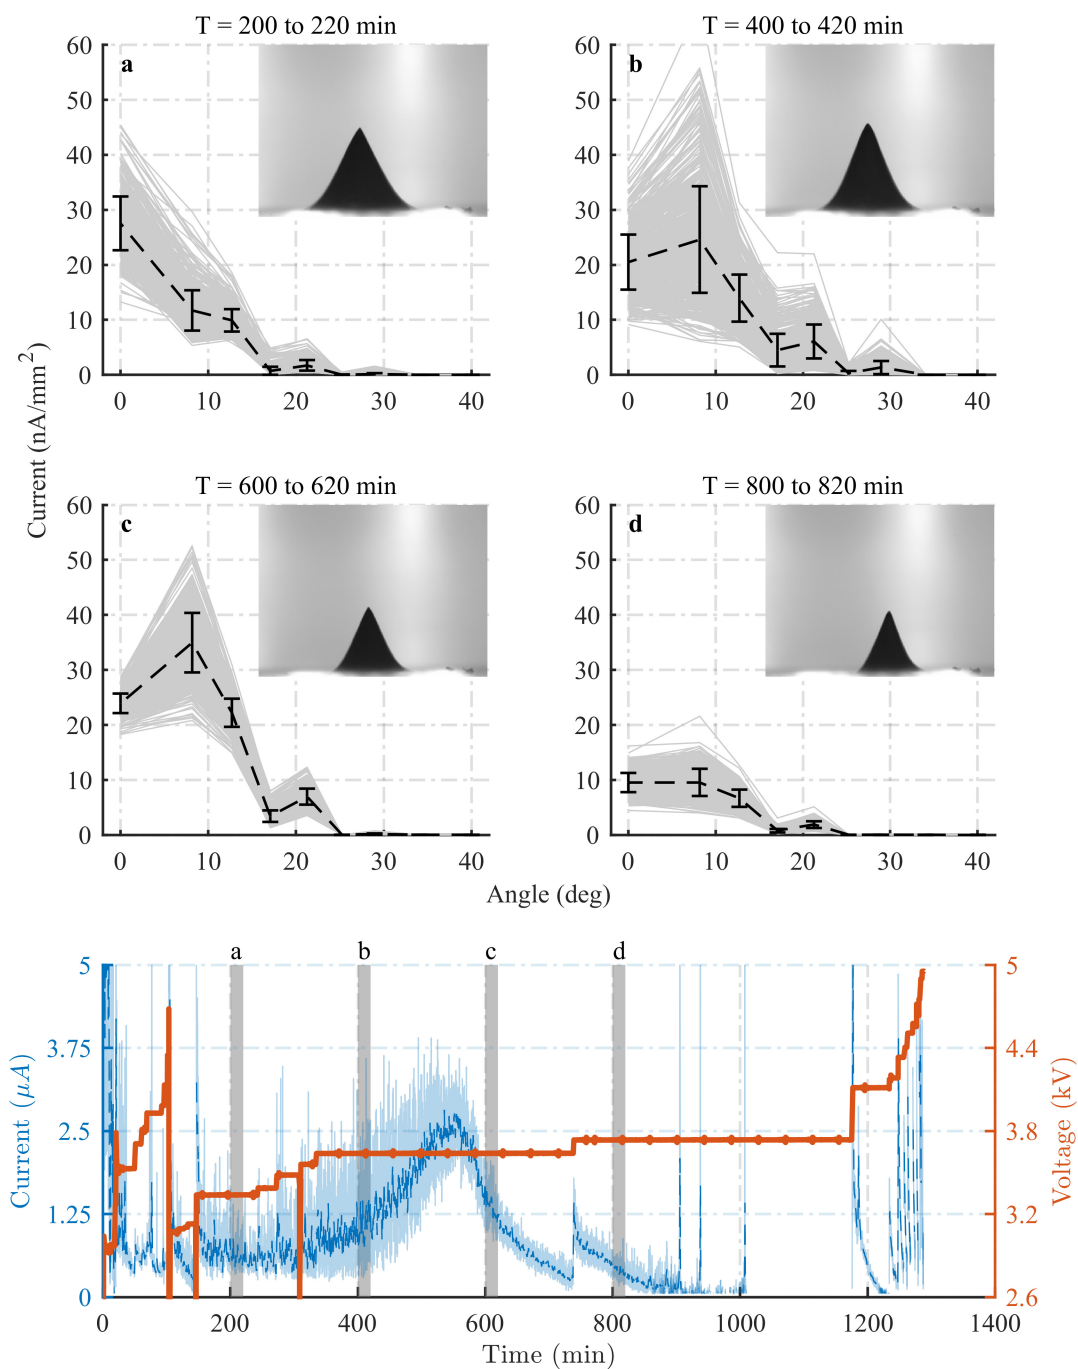 T = 200 to 220 min
T = 400 to 420 min
a
b
60
50
40
30
20
10
0
0 10 20 30 40
60
50
40
30
20
10
0
0 10 20 30 40
Current (nA/mm²)
T = 600 to 620 min
T = 800 to 820 min
c
d
60
50
40
30
20
10
0
0 10 20 30 40
60
50
40
30
20
10
0
0 10 20 30 40
Angle (deg)
a b c d
5
3.75
2.5
1.25
0
Current (μA)
5
4.4
3.8
3.2
2.6
Voltage (kV)
0 200 400 600 800 1000 1200 1400
Time (min)